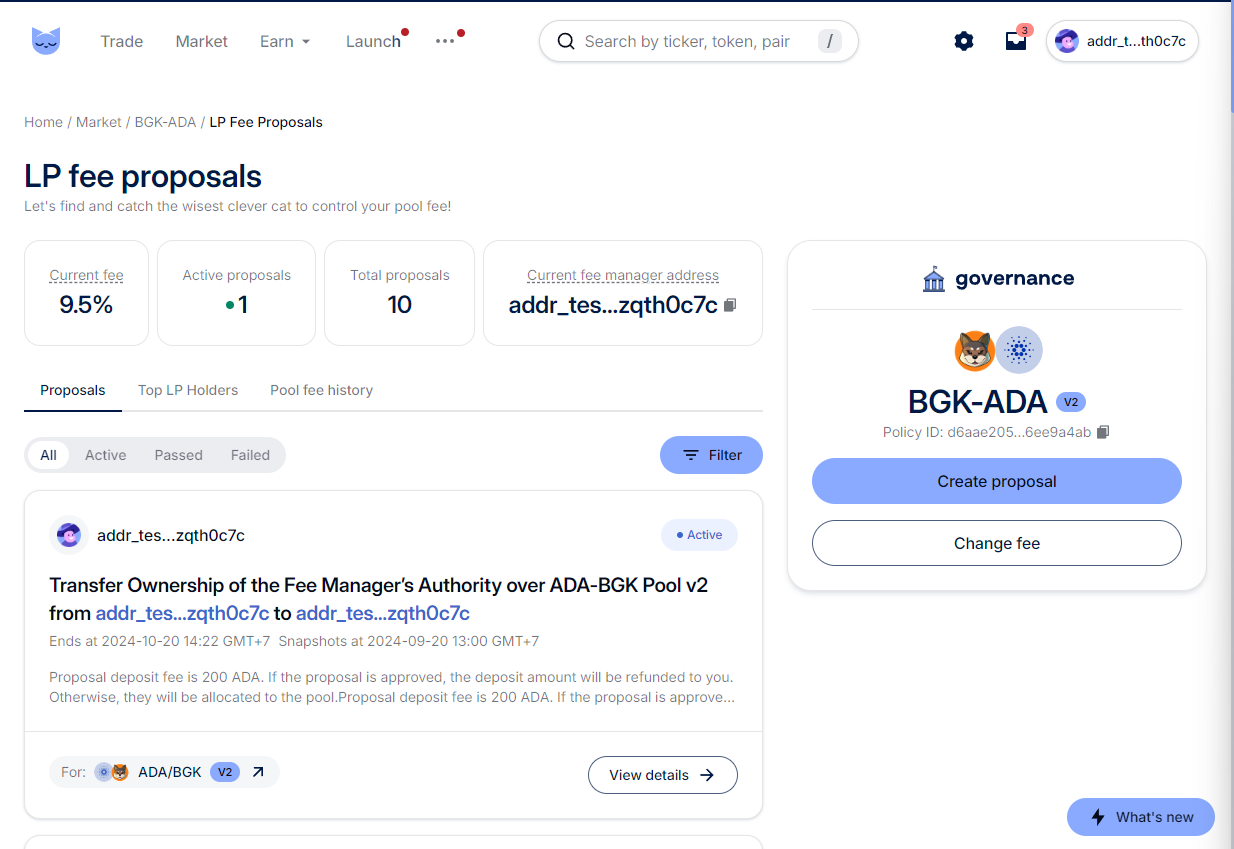 Trade Market Earn Launch ••• Search by ticker, token, pair / 3 addr_t...th0c7c
Home / Market / BGK-ADA / LP Fee Proposals
LP fee proposals
Let's find and catch the wisest clever cat to control your pool fee!
Current fee
9.5%
Active proposals
1
Total proposals
10
Current fee manager address
addr_tes...zqth0c7c
governance
BGK-ADA V2
Policy ID: d6aae205...6ee9a4ab
Create proposal
Change fee
Proposals Top LP Holders Pool fee history
All Active Passed Failed Filter
addr_tes...zqth0c7c Active
Transfer Ownership of the Fee Manager’s Authority over ADA-BGK Pool v2
from addr_tes...zqth0c7c to addr_tes...zqth0c7c
Ends at 2024-10-20 14:22 GMT+7 Snapshots at 2024-09-20 13:00 GMT+7
Proposal deposit fee is 200 ADA. If the proposal is approved, the deposit amount will be refunded to you.
Otherwise, they will be allocated to the pool.Proposal deposit fee is 200 ADA. If the proposal is approve...
For: ADA/BGK V2 View details
What's new